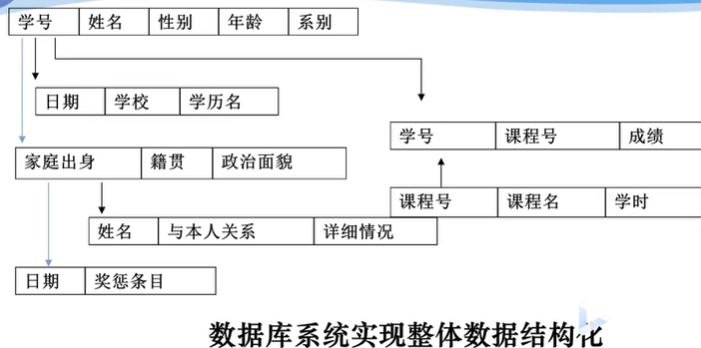 学号 姓名 性别 年龄 系别
日期 学校 学历名
学号 课程号 成绩
家庭出身 籍贯 政治面貌
课程号 课程名 学时
姓名 与本人关系 详细情况
日期 奖惩条目
数据库系统实现整体数据结构化